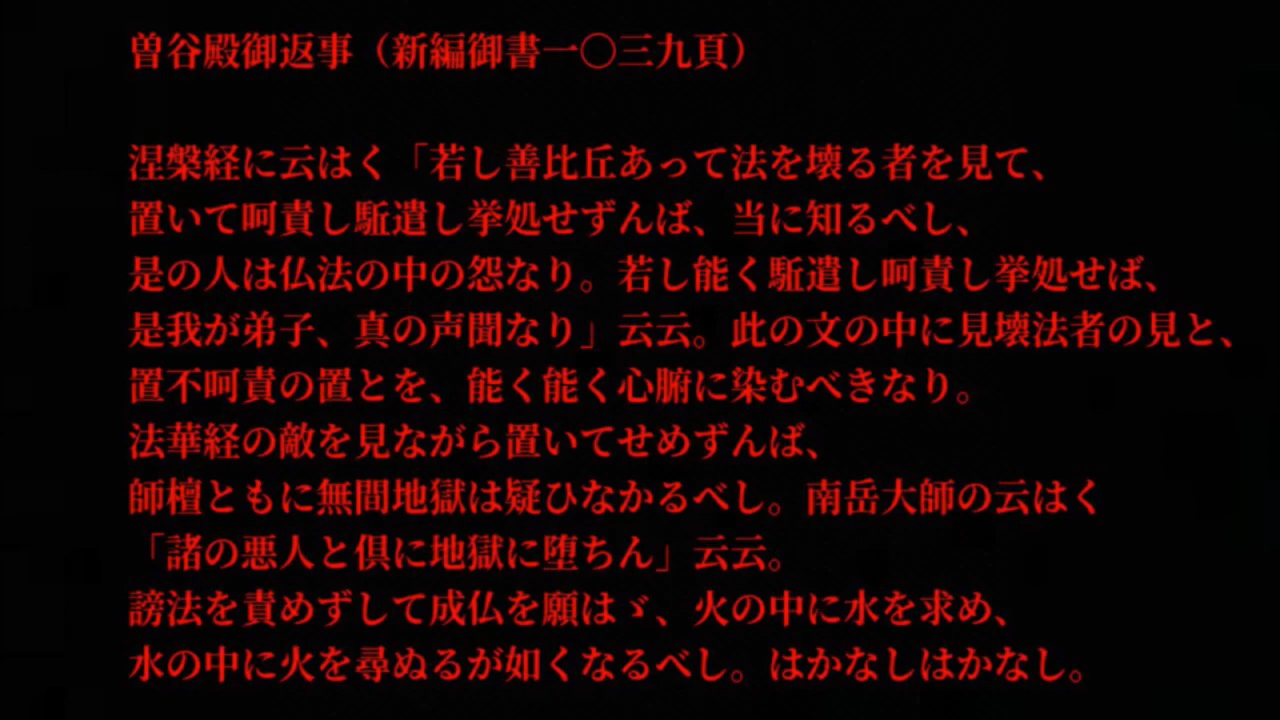 曽谷殿御返事（新編御書一〇三九頁）
涅槃経に云はく「若し善比丘あって法を壊る者を見て、
置いて呵責し駈遣し挙処せずんば、当に知るべし、
是の人は仏法の中の怨なり。若し能く駈遣し呵責し挙処せば、
是我が弟子、真の声聞なり」云云。此の文の中に見壊法者の見と、
置不呵責の置とを、能く能く心腑に染むべきなり。
法華経の敵を見ながら置いてせめずんば、
師檀ともに無間地獄は疑ひなかるべし。南岳大師の云はく
「諸の悪人と倶に地獄に堕ちん」云云。
謗法を責めずして成仏を願はゞ、火の中に水を求め、
水の中に火を尋ぬるが如くなるべし。はかなしはかなし。